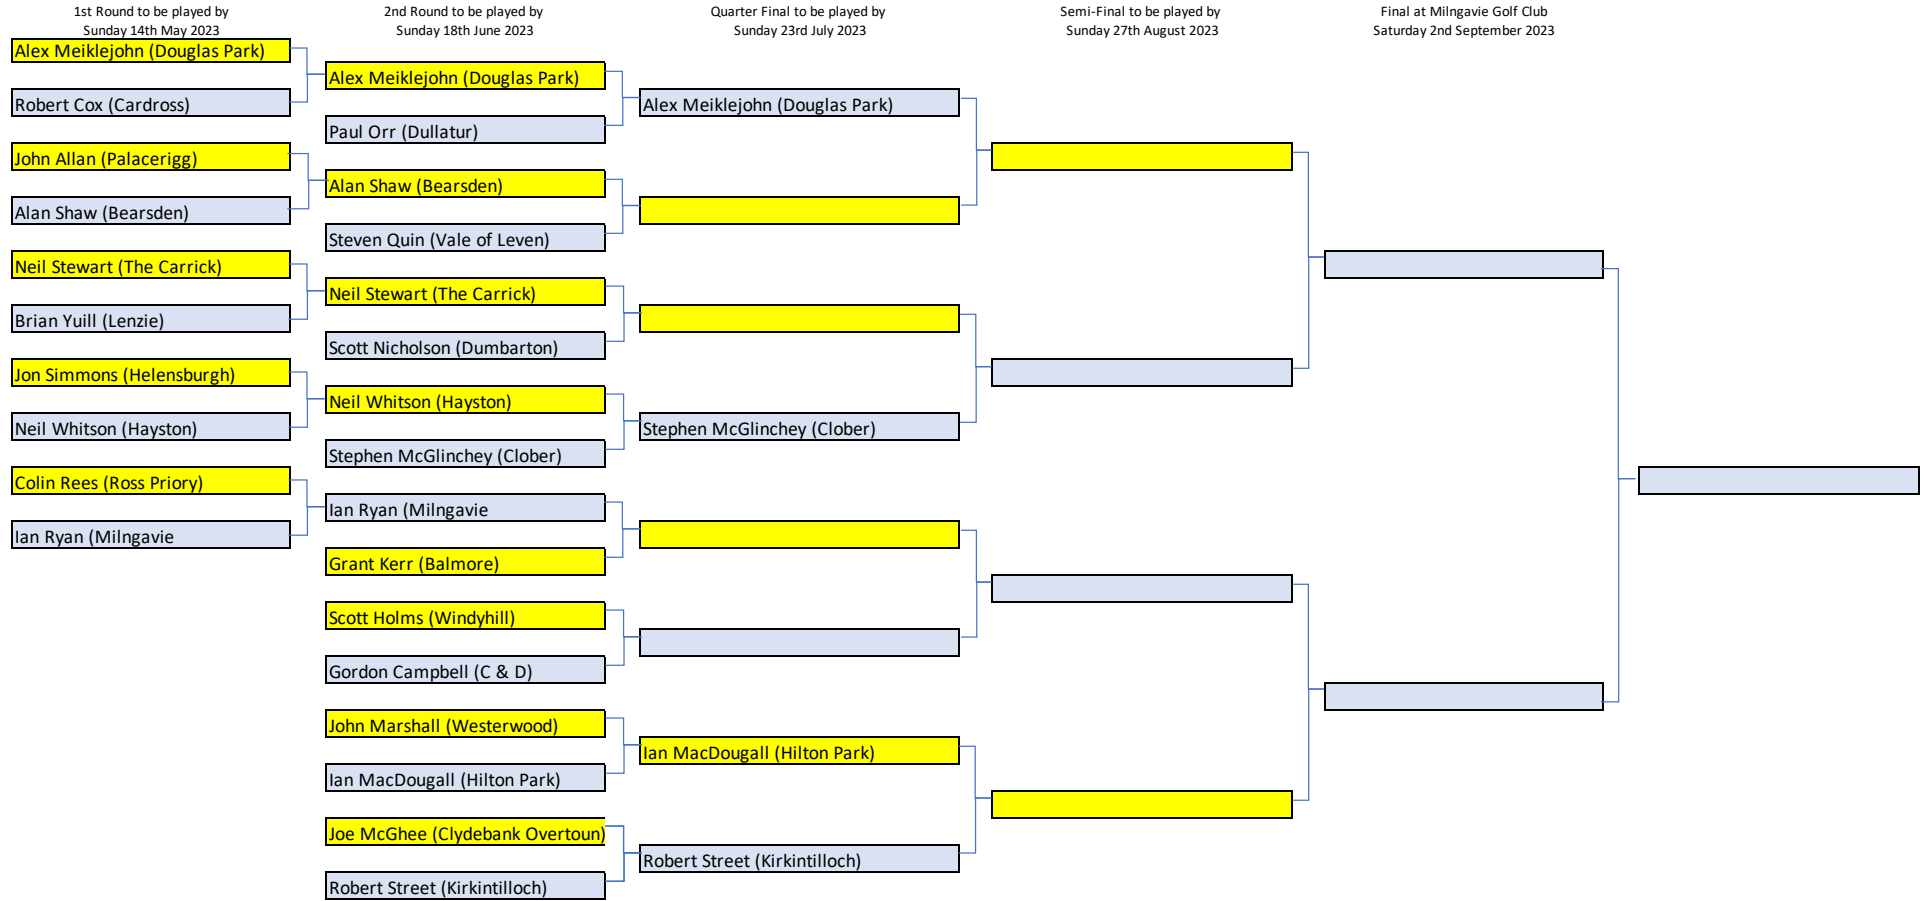 1st Round to be played by
Sunday 14th May 2023
2nd Round to be played by
Sunday 18th June 2023
Quarter Final to be played by
Sunday 23rd July 2023
Semi-Final to be played by
Sunday 27th August 2023
Final at Milngavie Golf Club
Saturday 2nd September 2023
Alex Meiklejohn (Douglas Park)
Robert Cox (Cardross)
John Allan (Palacerigg)
Alan Shaw (Bearsden)
Neil Stewart (The Carrick)
Brian Yuill (Lenzie)
Jon Simmons (Helensburgh)
Neil Whitson (Hayston)
Colin Rees (Ross Priory)
Ian Ryan (Milngavie
Alex Meiklejohn (Douglas Park)
Paul Orr (Dullatur)
Alan Shaw (Bearsden)
Steven Quin (Vale of Leven)
Neil Stewart (The Carrick)
Scott Nicholson (Dumbarton)
Neil Whitson (Hayston)
Stephen McGlinchey (Clober)
Ian Ryan (Milngavie
Grant Kerr (Balmore)
Scott Holms (Windyhill)
Gordon Campbell (C & D)
John Marshall (Westerwood)
Ian MacDougall (Hilton Park)
Joe McGhee (Clydebank Overtoun)
Robert Street (Kirkintilloch)
Alex Meiklejohn (Douglas Park)
Stephen McGlinchey (Clober)
Ian MacDougall (Hilton Park)
Robert Street (Kirkintilloch)